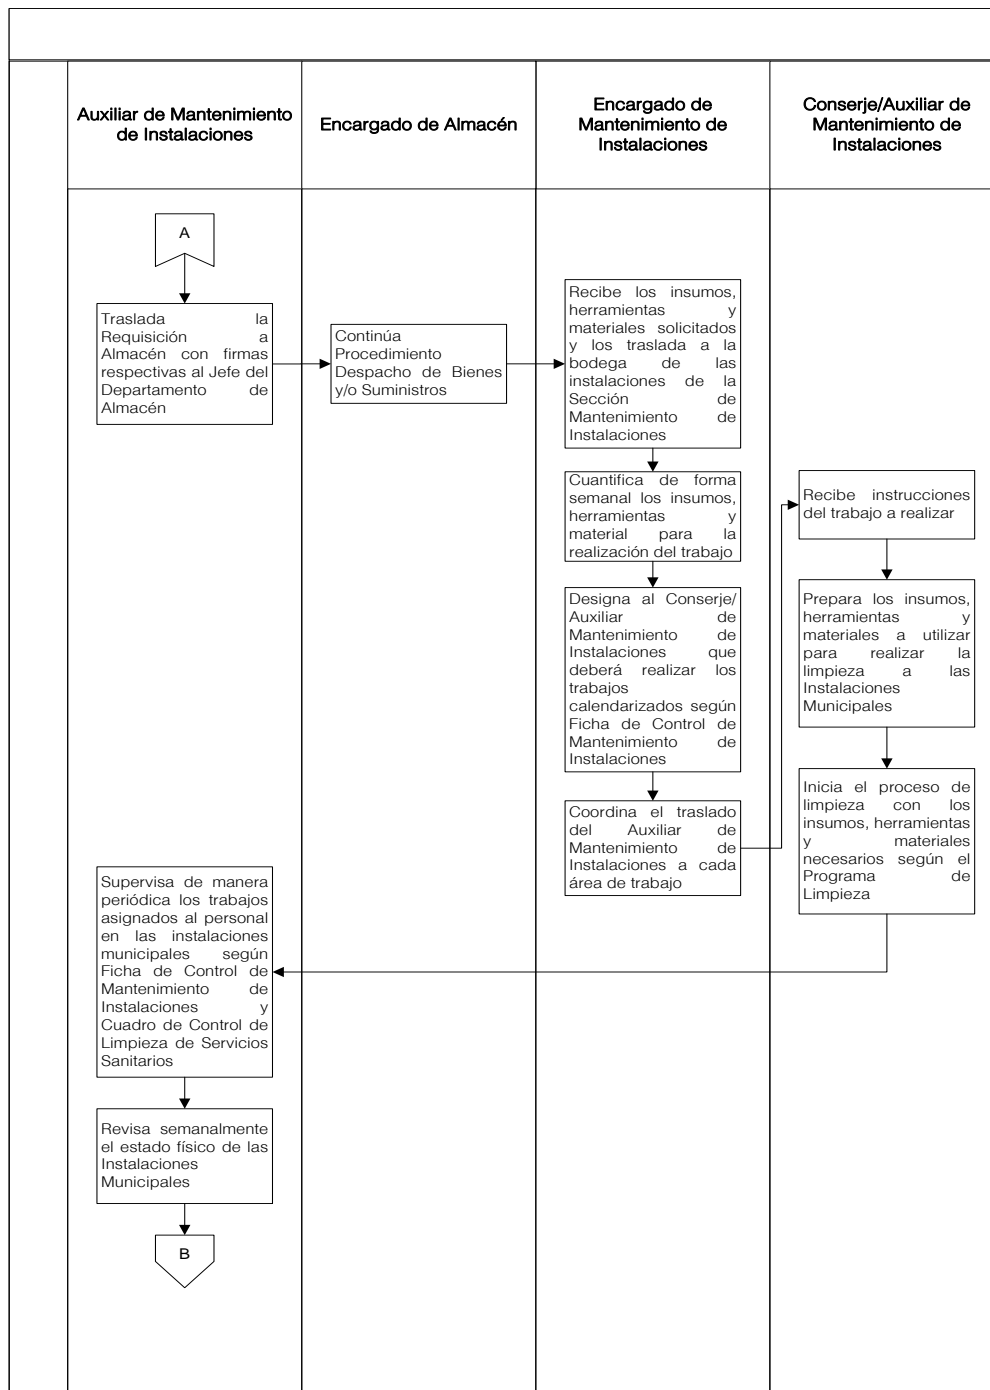 Auxiliar de Mantenimiento
de Instalaciones
Encargado de Almacén
Encargado de
Mantenimiento de
Instalaciones
Conserje/Auxiliar de
Mantenimiento de
Instalaciones
A
Traslada la
Requisición a
Almacén con firmas
respectivas al Jefe del
Departamento de
Almacén
Continúa
Procedimiento
Despacho de Bienes
y/o Suministros
Recibe los insumos,
herramientas y
materiales solicitados
y los traslada a la
bodega de las
instalaciones de la
Sección de
Mantenimiento de
Instalaciones
Cuantifica de forma
semanal los insumos,
herramientas y
material para la
realización del trabajo
Designa al Conserje/
Auxiliar de
Mantenimiento de
Instalaciones que
deberá realizar los
trabajos
calendarizados según
Ficha de Control de
Mantenimiento de
Instalaciones
Coordina el traslado
del Auxiliar de
Mantenimiento de
Instalaciones a cada
área de trabajo
Recibe instrucciones
del trabajo a realizar
Prepara los insumos,
herramientas y
materiales a utilizar
para realizar la
limpieza a las
Instalaciones
Municipales
Inicia el proceso de
limpieza con los
insumos, herramientas
y materiales
necesarios según el
Programa de
Limpieza
Supervisa de manera
periódica los trabajos
asignados al personal
en las instalaciones
municipales según
Ficha de Control de
Mantenimiento de
Instalaciones y
Cuadro de Control de
Limpieza de Servicios
Sanitarios
Revisa semanalmente
el estado físico de las
Instalaciones
Municipales
B